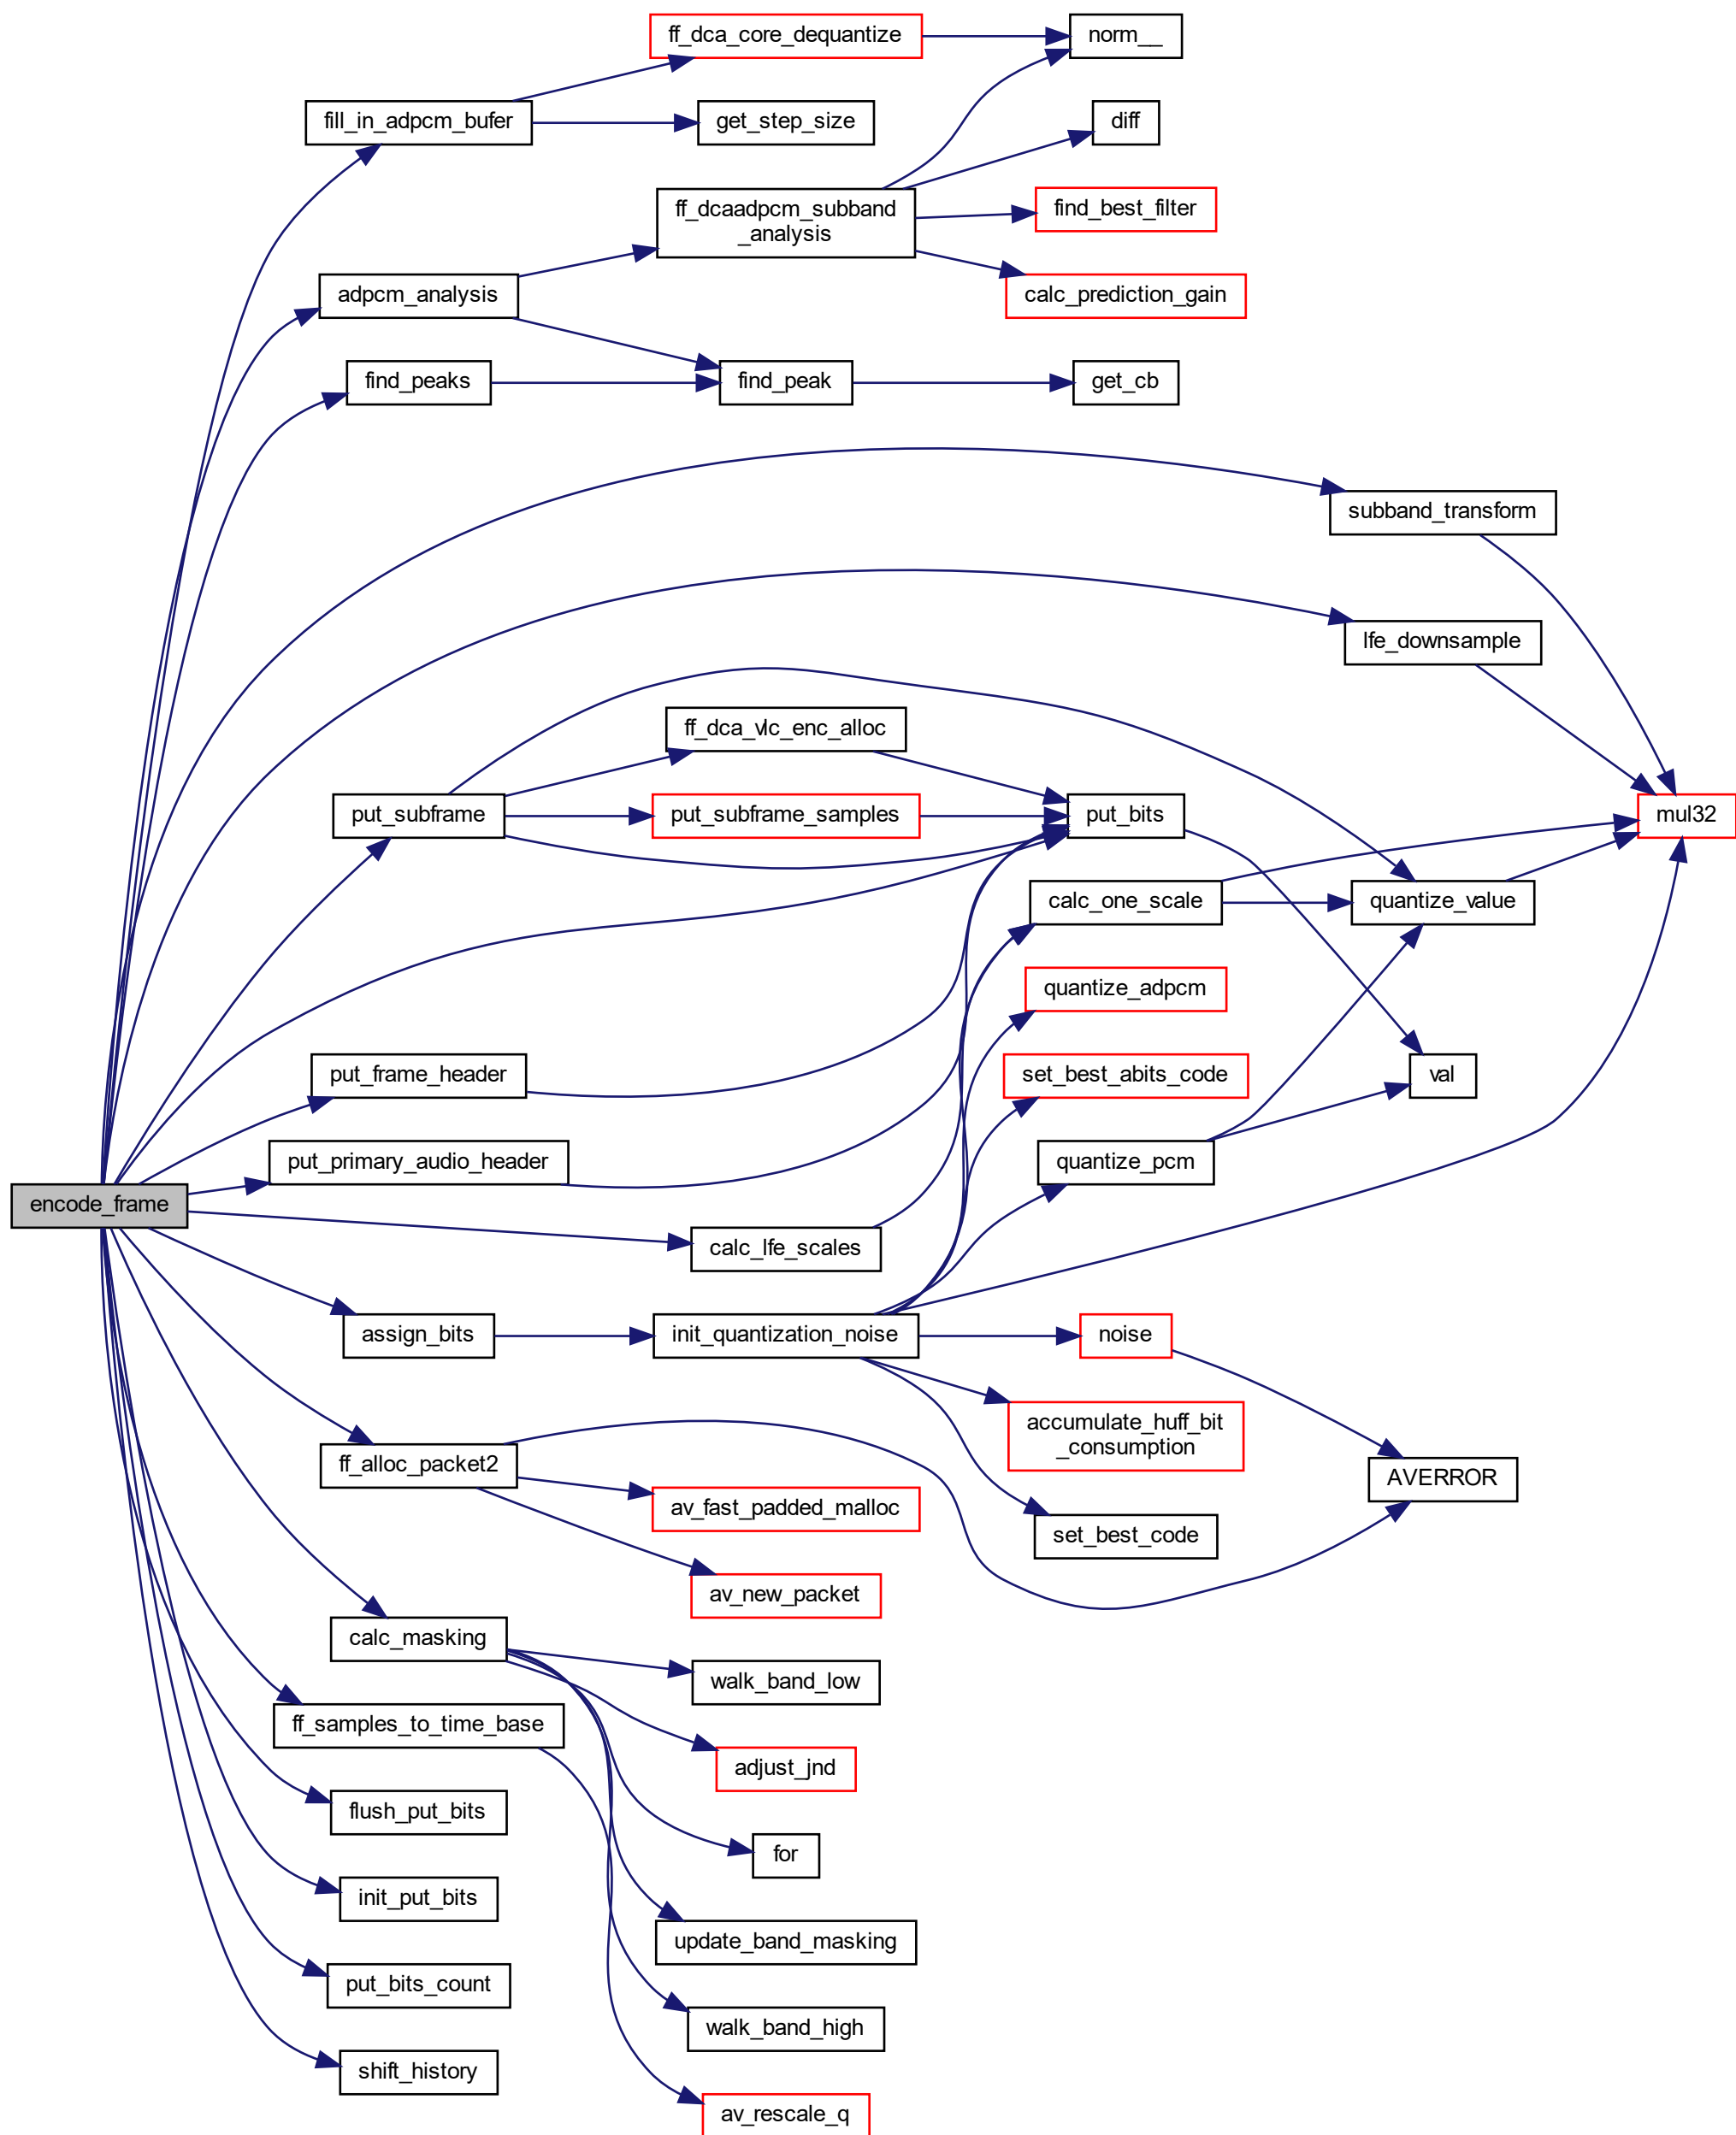 ff_dca_core_dequantize
norm__
fill_in_adpcm_bufer
get_step_size
diff
ff_dcaadpcm_subband
_analysis
find_best_filter
adpcm_analysis
calc_prediction_gain
find_peaks
find_peak
get_cb
subband_transform
lfe_downsample
ff_dca_vlc_enc_alloc
put_subframe
put_subframe_samples
put_bits
mul32
calc_one_scale
quantize_value
quantize_adpcm
put_frame_header
set_best_abits_code
val
put_primary_audio_header
quantize_pcm
encode_frame
calc_lfe_scales
assign_bits
init_quantization_noise
noise
accumulate_huff_bit
_consumption
ff_alloc_packet2
AVERROR
av_fast_padded_malloc
set_best_code
av_new_packet
calc_masking
walk_band_low
ff_samples_to_time_base
adjust_jnd
flush_put_bits
for
init_put_bits
update_band_masking
put_bits_count
walk_band_high
shift_history
av_rescale_q